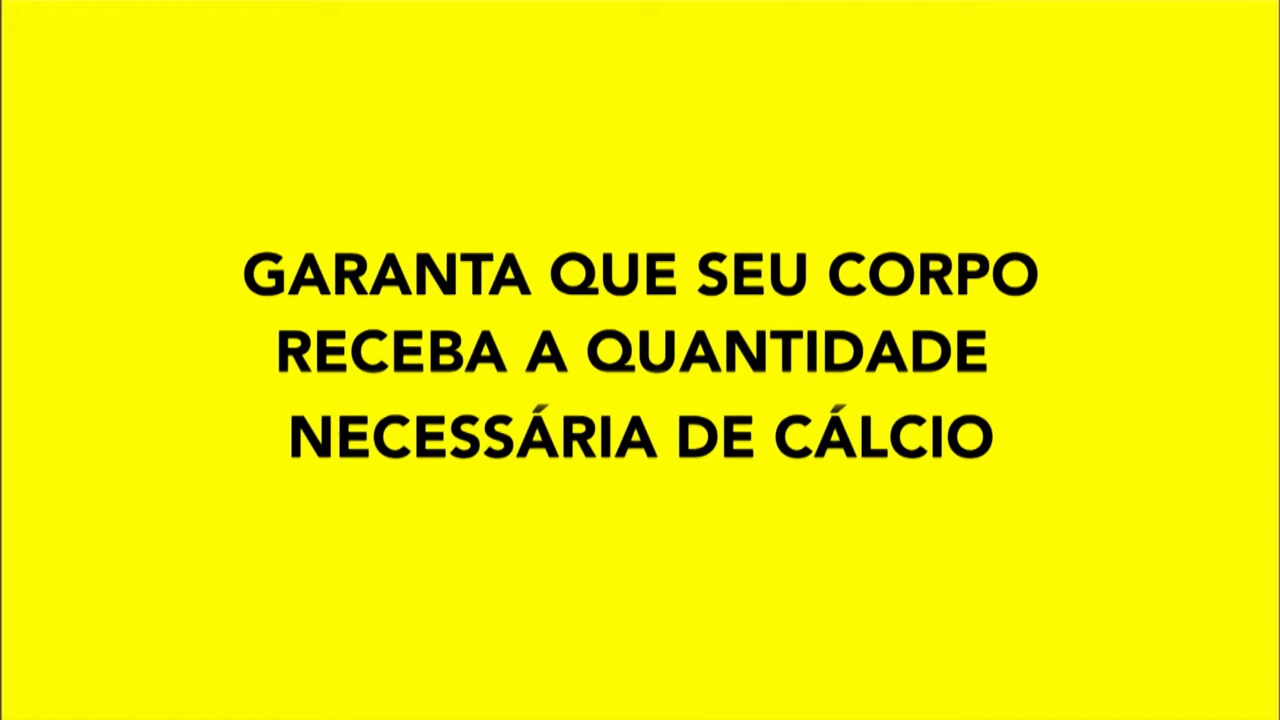 GARANTA QUE SEU CORPO
RECEBA A QUANTIDADE
NECESSÁRIA DE CÁLCIO